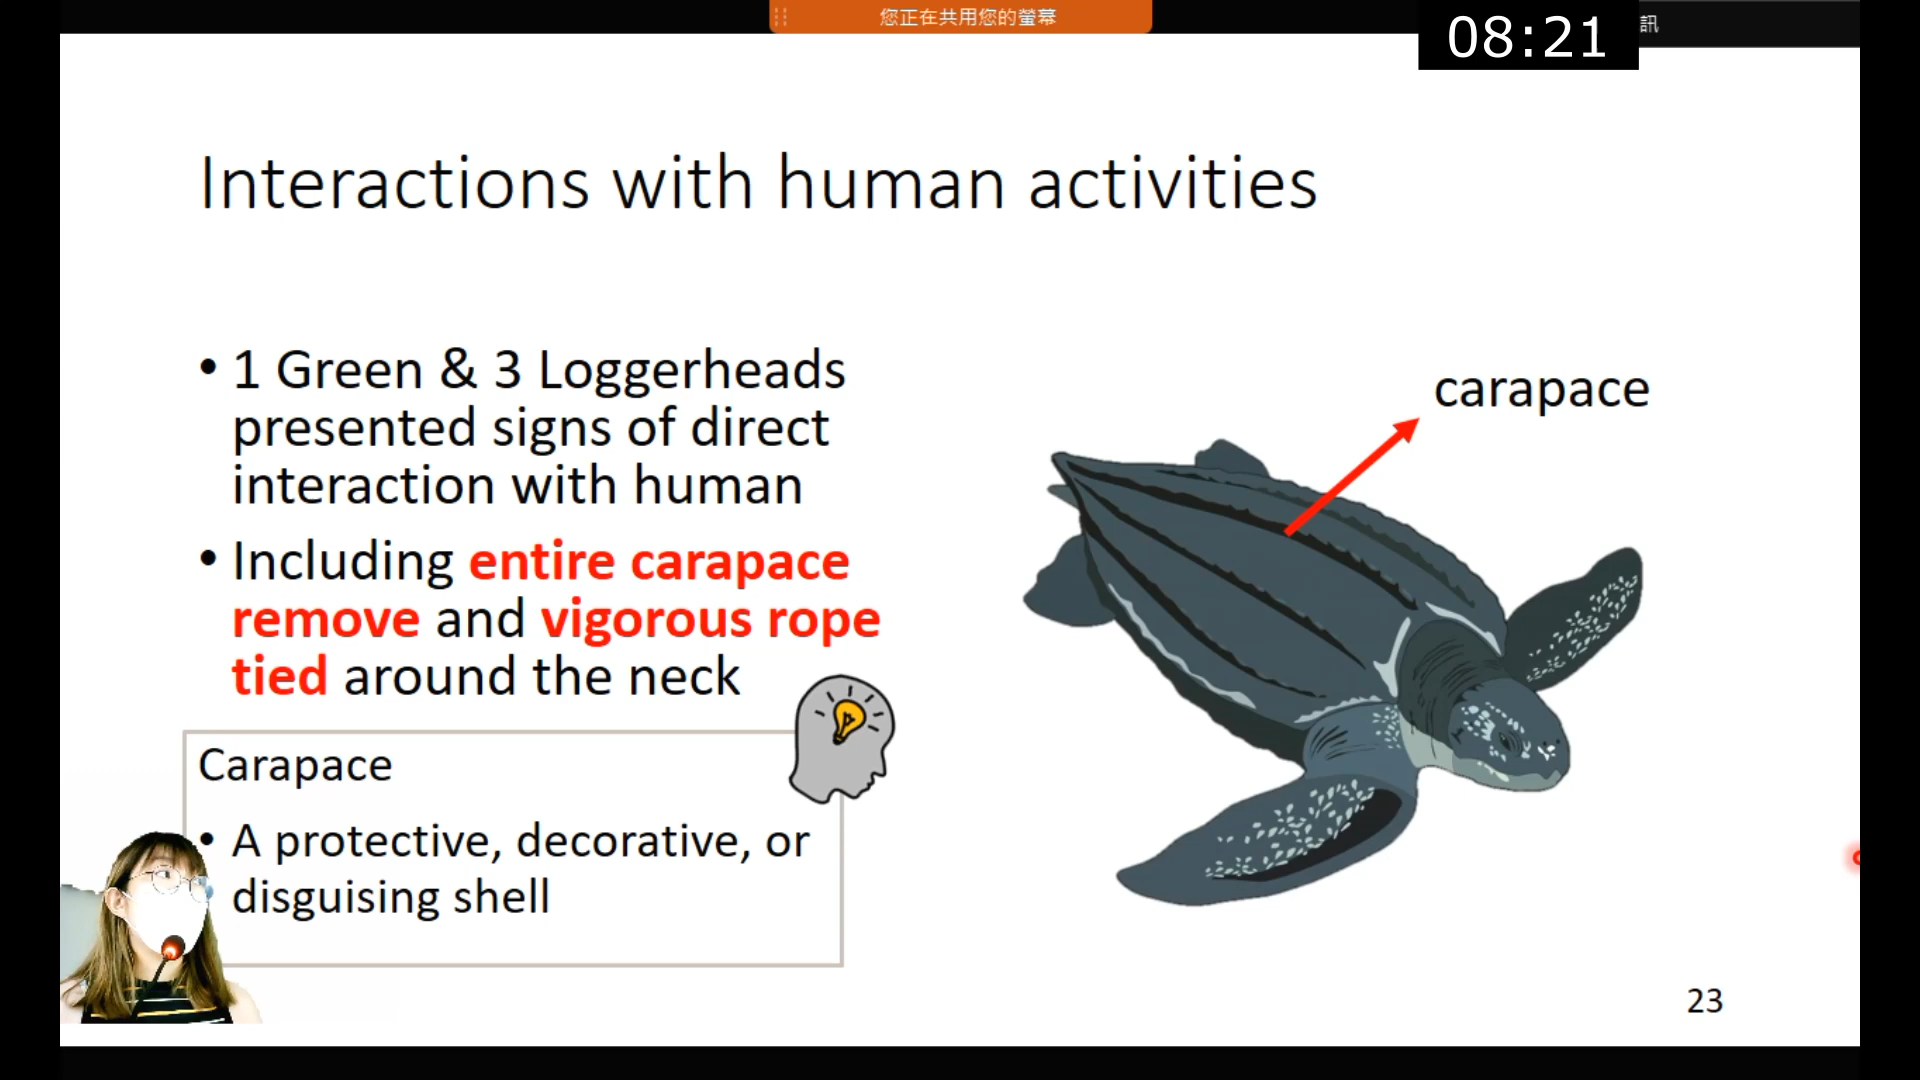 您正在共用您的螢幕
08:21
訊
Interactions with human activities
• 1 Green & 3 Loggerheads
presented signs of direct
interaction with human
• Including entire carapace
remove and vigorous rope
tied around the neck
carapace
Carapace
• A protective, decorative, or
disguising shell
23